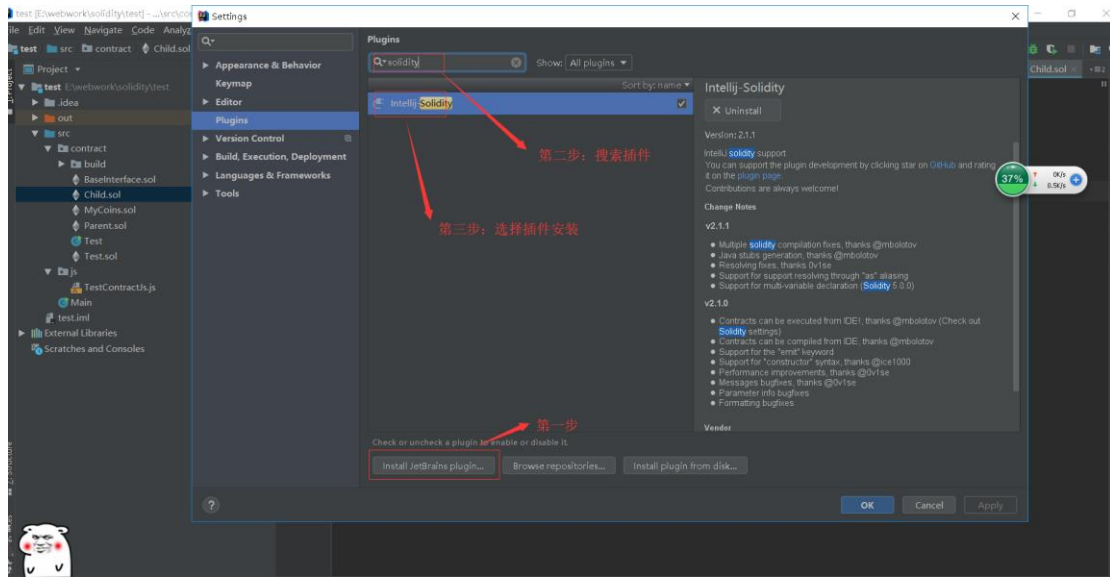 test [E:\webwork\solidity\test] - ...\src\co
Settings
File Edit View Navigate Code Analyz
test src contract Child.sol
Project
test E:\webwork\solidity\test
.idea
out
src
contract
build
BaseInterface.sol
Child.sol
MyCoins.sol
Parent.sol
Test
Test.sol
js
TestContractJs.js
Main
test.iml
External Libraries
Scratches and Consoles
Appearance & Behavior
Keymap
Editor
Plugins
Version Control
Build, Execution, Deployment
Languages & Frameworks
Tools
Plugins
solidity
Show: All plugins
Sort by: name
Intellij-Solidity
第二步：搜索插件
第三步：选择插件安装
第一步
Check or uncheck a plugin to enable or disable it.
Install JetBrains plugin... Browse repositories... Install plugin from disk...
Intellij-Solidity
Uninstall
Version: 2.1.1
IntelliJ solidity support
You can support the plugin development by clicking star on GitHub and rating
it on the plugin page.
Contributions are always welcome!
Change Notes
v2.1.1
Multiple solidity compilation fixes, thanks @mbolotov
Java stubs generation, thanks @mbolotov
Resolving fixes, thanks 0v1se
Support for support resolving through "as" aliasing
Support for multi-variable declaration (Solidity 5.0.0)
v2.1.0
Contracts can be executed from IDE!, thanks @mbolotov (Check out
Solidity settings)
Contracts can be compiled from IDE, thanks @mbolotov
Support for the "emit" keyword
Support for "constructor" syntax, thanks @ice1000
Performance improvements, thanks @0v1se
Messages bugfixes, thanks @0v1se
Parameter info bugfixes
Formatting bugfixes
Vendor
OK Cancel Apply
Child.sol
37%
0K/s
0.5K/s